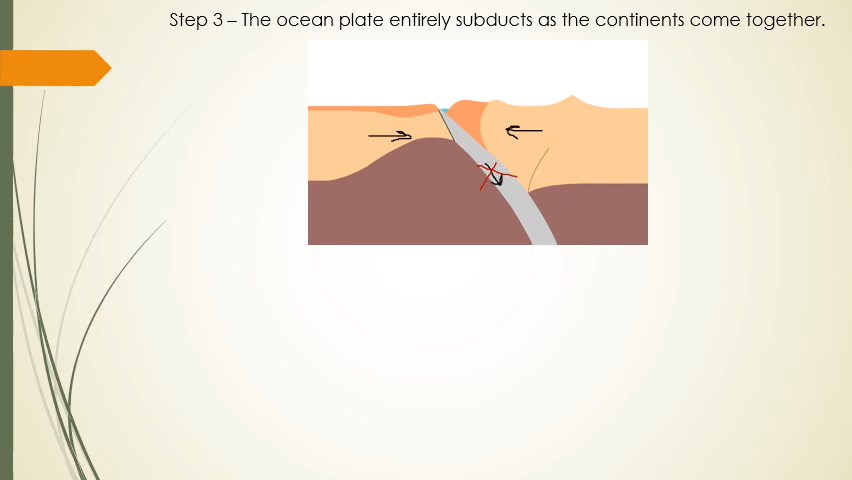 Step 3 – The ocean plate entirely subducts as the continents come together.